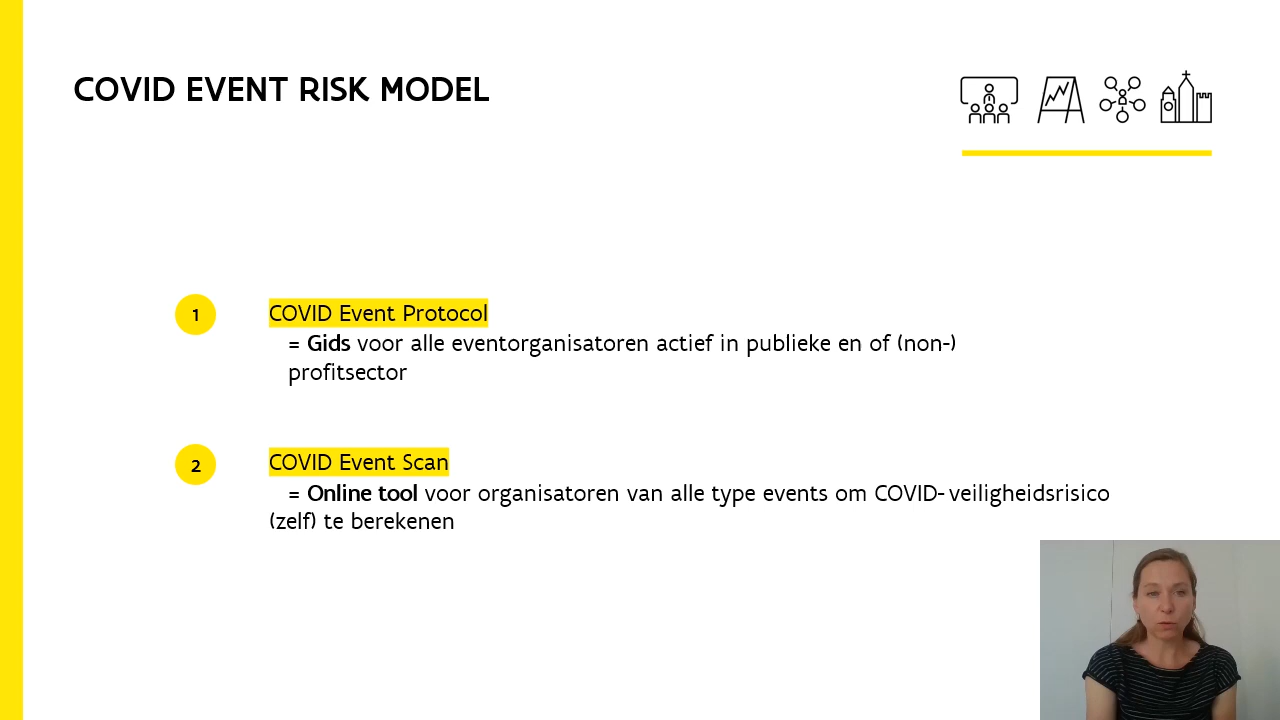 COVID EVENT RISK MODEL
1
COVID Event Protocol
= Gids voor alle eventorganisatoren actief in publieke en of (non-)
profitsector
2
COVID Event Scan
= Online tool voor organisatoren van alle type events om COVID-veiligheidsrisico
(zelf) te berekenen